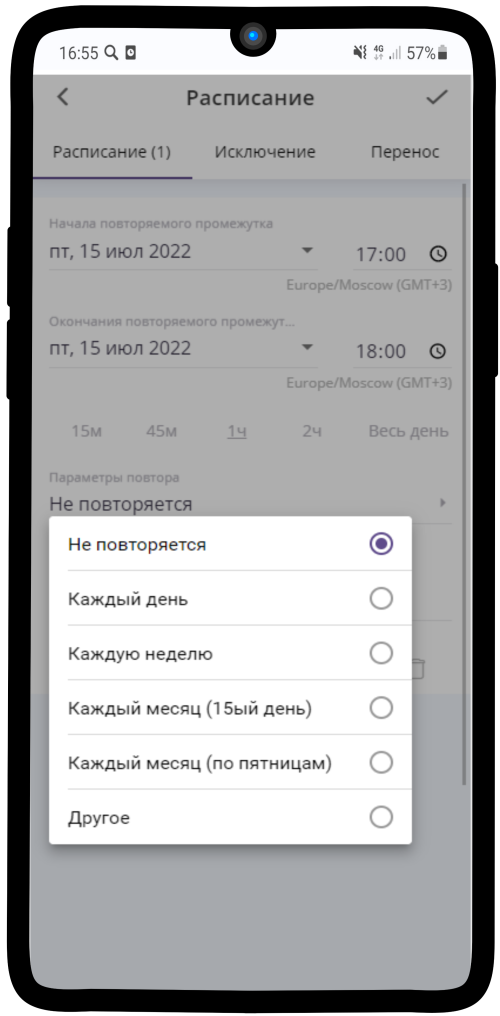 16:55 4G 57%
Расписание
Расписание (1) Исключение Перенос
Начала повторяемого промежутка
пт, 15 июл 2022 17:00
Europe/Moscow (GMT+3)
Окончания повторяемого промежут...
пт, 15 июл 2022 18:00
Europe/Moscow (GMT+3)
15м 45м 1ч 2ч Весь день
Параметры повтора
Не повторяется
Не повторяется
Каждый день
Каждую неделю
Каждый месяц (15ый день)
Каждый месяц (по пятницам)
Другое